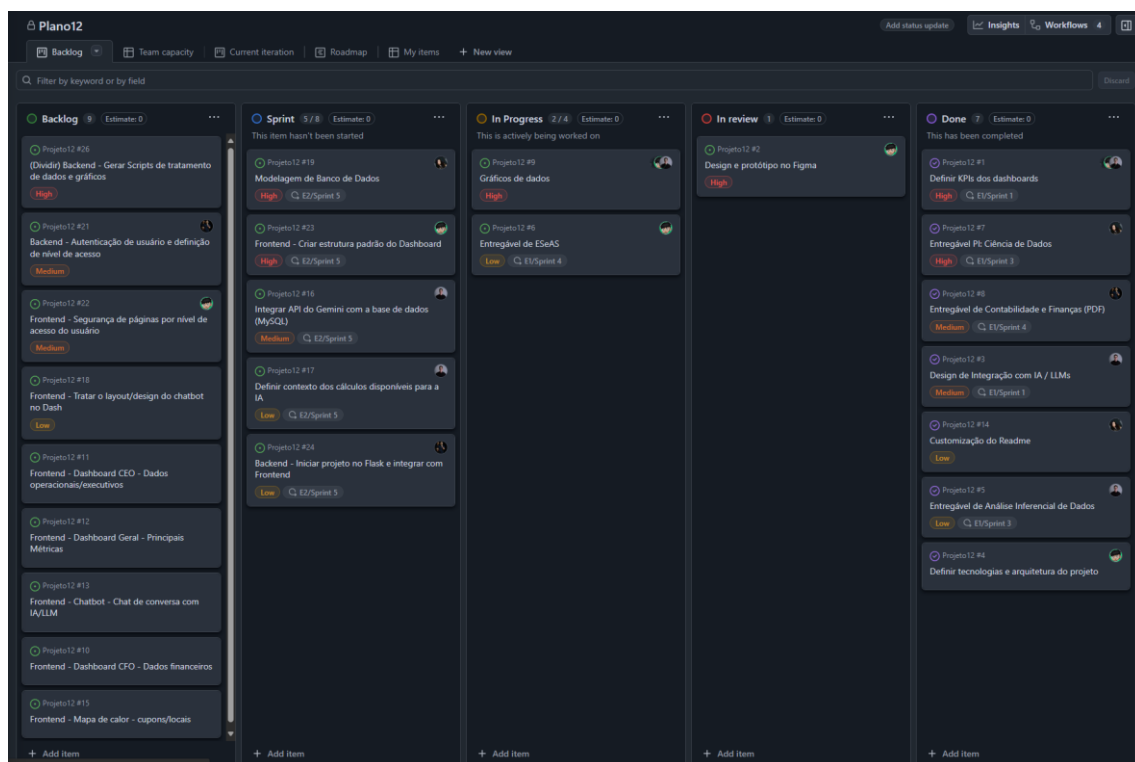 Plano12
Add status update
Insights
Workflows 4
Backlog
Team capacity
Current iteration
Roadmap
My items
+ New view
Filter by keyword or by field
Discard
Backlog 9 Estimate: 0
Projeto12 #26
(Dividir) Backend - Gerar Scripts de tratamento
de dados e gráficos
High
Projeto12 #21
Backend - Autenticação de usuário e definição
de nível de acesso
Medium
Projeto12 #22
Frontend - Segurança de páginas por nível de
acesso do usuário
Medium
Projeto12 #18
Frontend - Tratar o layout/design do chatbot
no Dash
Low
Projeto12 #11
Frontend - Dashboard CEO - Dados
operacionais/executivos
Projeto12 #12
Frontend - Dashboard Geral - Principais
Métricas
Projeto12 #13
Frontend - Chatbot - Chat de conversa com
IA/LLM
Projeto12 #10
Frontend - Dashboard CFO - Dados financeiros
Projeto12 #15
Frontend - Mapa de calor - cupons/locais
+ Add item
Sprint 5 / 8 Estimate: 0
This item hasn't been started
Projeto12 #19
Modelagem de Banco de Dados
High E2/Sprint 5
Projeto12 #23
Frontend - Criar estrutura padrão do Dashboard
High E2/Sprint 5
Projeto12 #16
Integrar API do Gemini com a base de dados
(MySQL)
Medium E2/Sprint 5
Projeto12 #17
Definir contexto dos cálculos disponíveis para a
IA
Low E2/Sprint 5
Projeto12 #24
Backend - Iniciar projeto no Flask e integrar com
Frontend
Low E2/Sprint 5
+ Add item
In Progress 2 / 4 Estimate: 0
This is actively being worked on
Projeto12 #9
Gráficos de dados
High
Projeto12 #6
Entregável de ESeAS
Low E1/Sprint 4
+ Add item
In review 1 Estimate: 0
Projeto12 #2
Design e protótipo no Figma
High
+ Add item
Done 7 Estimate: 0
This has been completed
Projeto12 #1
Definir KPIs dos dashboards
High E1/Sprint 1
Projeto12 #7
Entregável PI: Ciência de Dados
High E1/Sprint 3
Projeto12 #8
Entregável de Contabilidade e Finanças (PDF)
Medium E1/Sprint 4
Projeto12 #3
Design de Integração com IA / LLMs
Medium E1/Sprint 1
Projeto12 #14
Customização do Readme
Low
Projeto12 #5
Entregável de Análise Inferencial de Dados
Low E1/Sprint 3
Projeto12 #4
Definir tecnologias e arquitetura do projeto
+ Add item